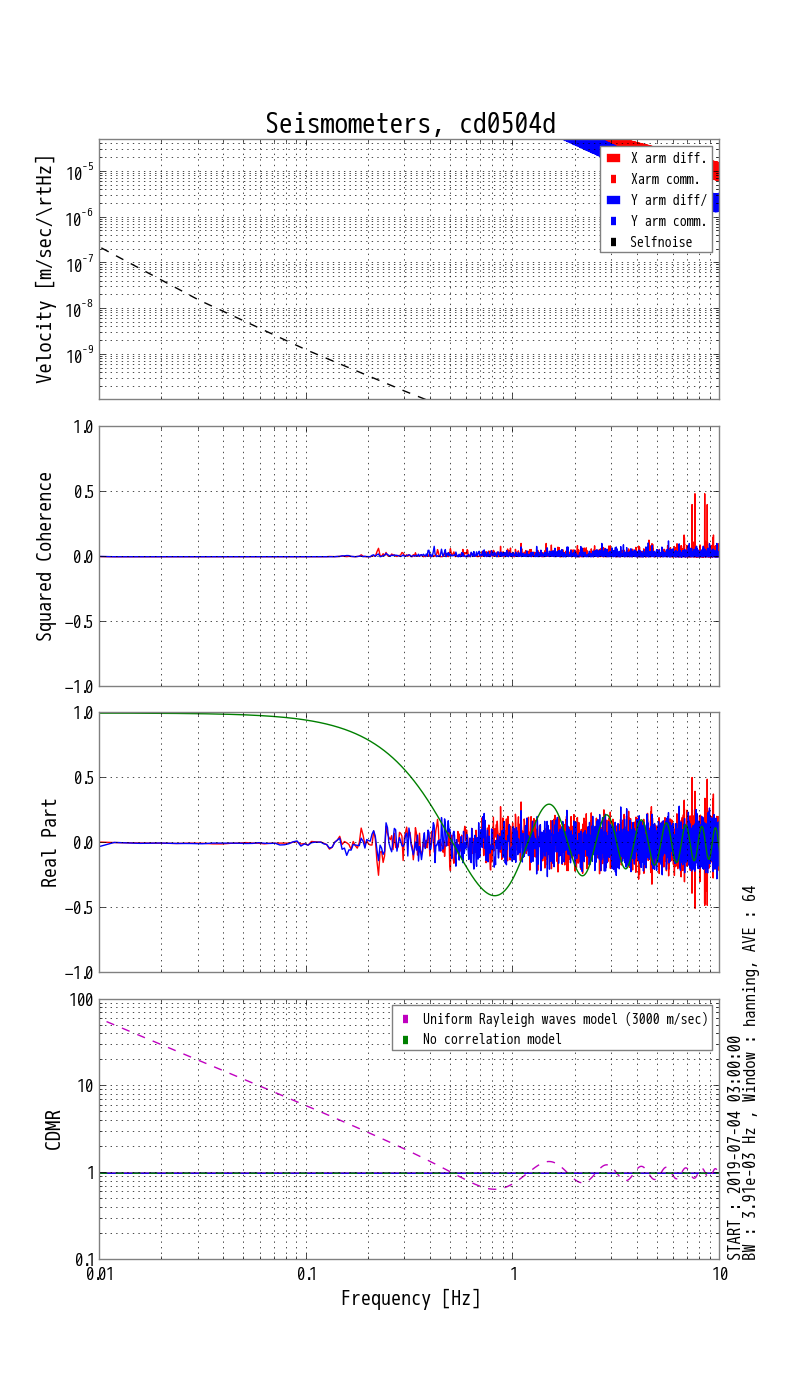 Seismometers, cd0504d
Velocity [m/sec/\rtHz]
10-5
10-6
10-7
10-8
10-9
X arm diff.
Xarm comm.
Y arm diff/
Y arm comm.
Selfnoise
Squared Coherence
1.0
0.5
0.0
−0.5
−1.0
Real Part
1.0
0.5
0.0
−0.5
−1.0
CDMR
100
10
1
0.1
Uniform Rayleigh waves model (3000 m/sec)
No correlation model
0.01
0.1
1
10
Frequency [Hz]
START : 2019-07-04 03:00:00
BW : 3.91e-03 Hz , Window : hanning, AVE : 64